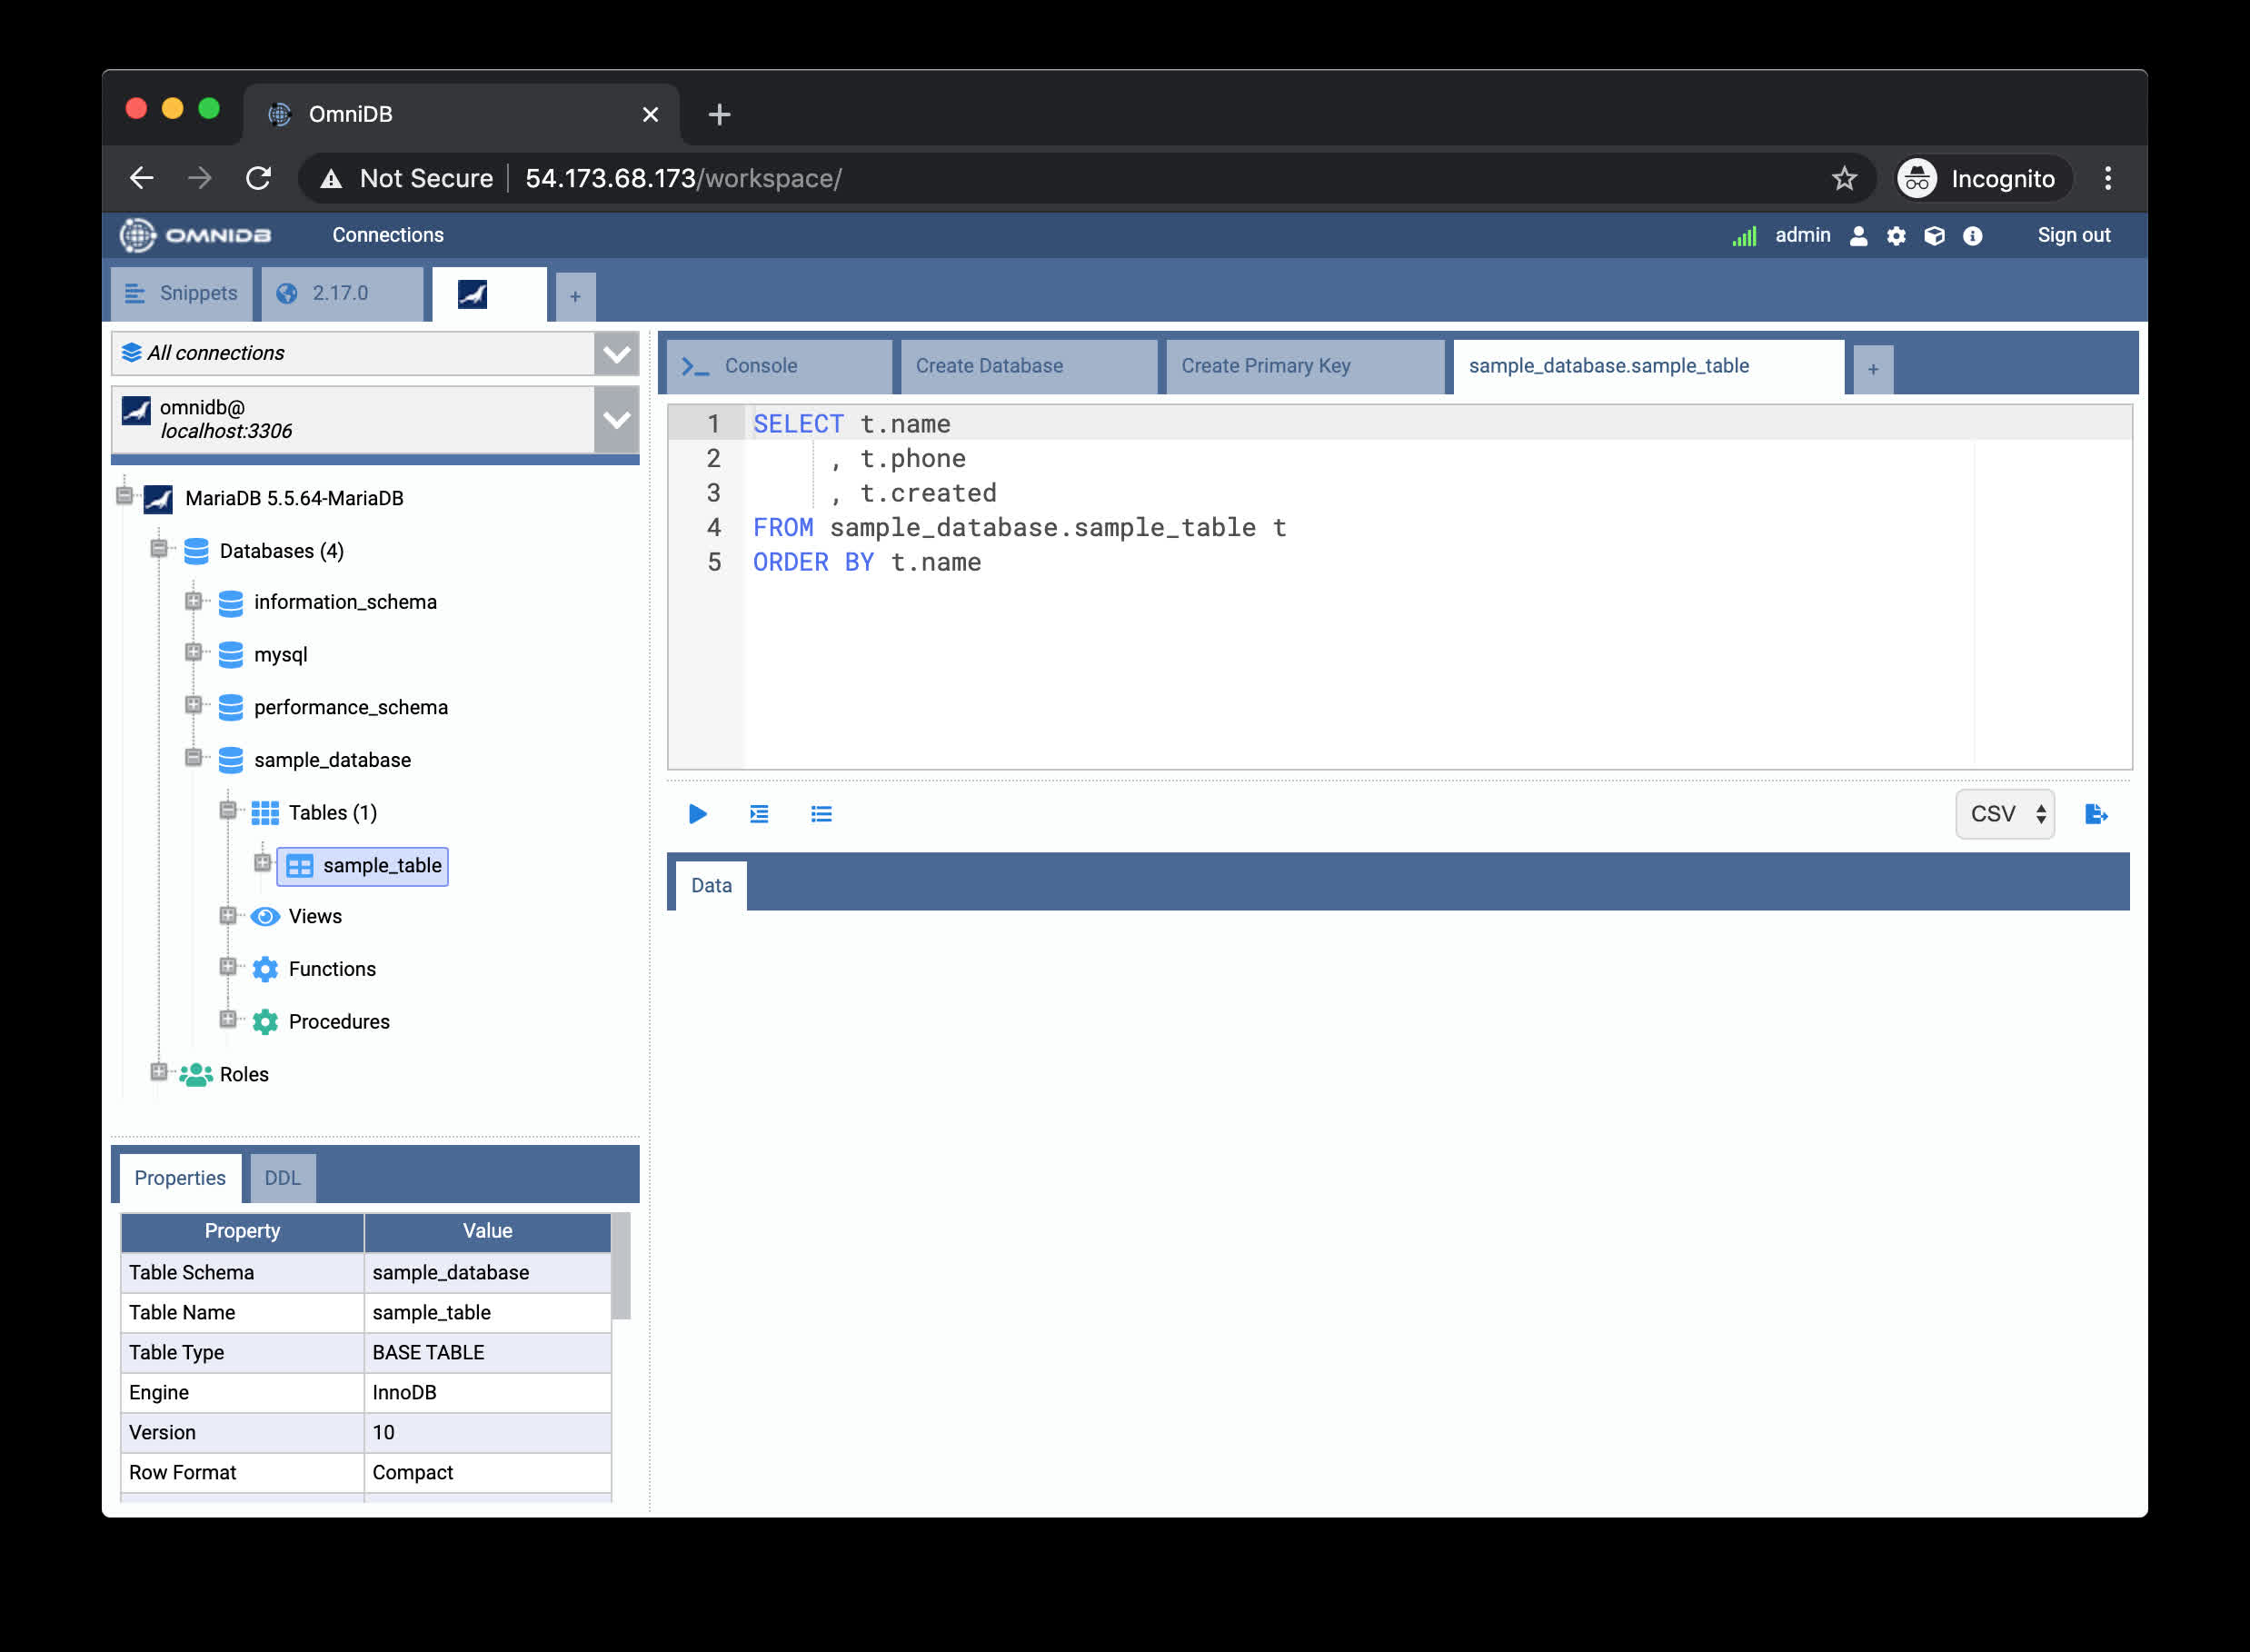 OmniDB
Not Secure
54.173.68.173/workspace/
Incognito
OMNIDB
Connections
admin
Sign out
Snippets
2.17.0
+
All connections
omnidb@
localhost:3306
MariaDB 5.5.64-MariaDB
Databases (4)
information_schema
mysql
performance_schema
sample_database
Tables (1)
sample_table
Views
Functions
Procedures
Roles
Properties
DDL
Property Value
Table Schema sample_database
Table Name sample_table
Table Type BASE TABLE
Engine InnoDB
Version 10
Row Format Compact
Console
Create Database
Create Primary Key
sample_database.sample_table
+
1 SELECT t.name
2 , t.phone
3 , t.created
4 FROM sample_database.sample_table t
5 ORDER BY t.name
CSV
Data